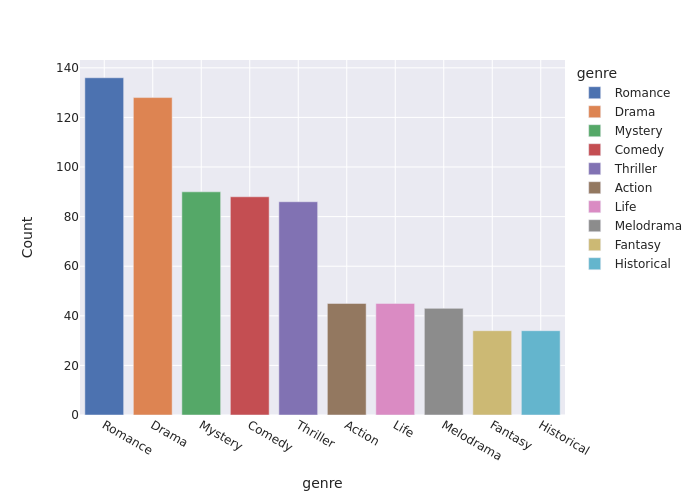 140
120
100
80
60
40
20
0
Count
Romance
Drama
Mystery
Comedy
Thriller
Action
Life
Melodrama
Fantasy
Historical
genre
genre
Romance
Drama
Mystery
Comedy
Thriller
Action
Life
Melodrama
Fantasy
Historical